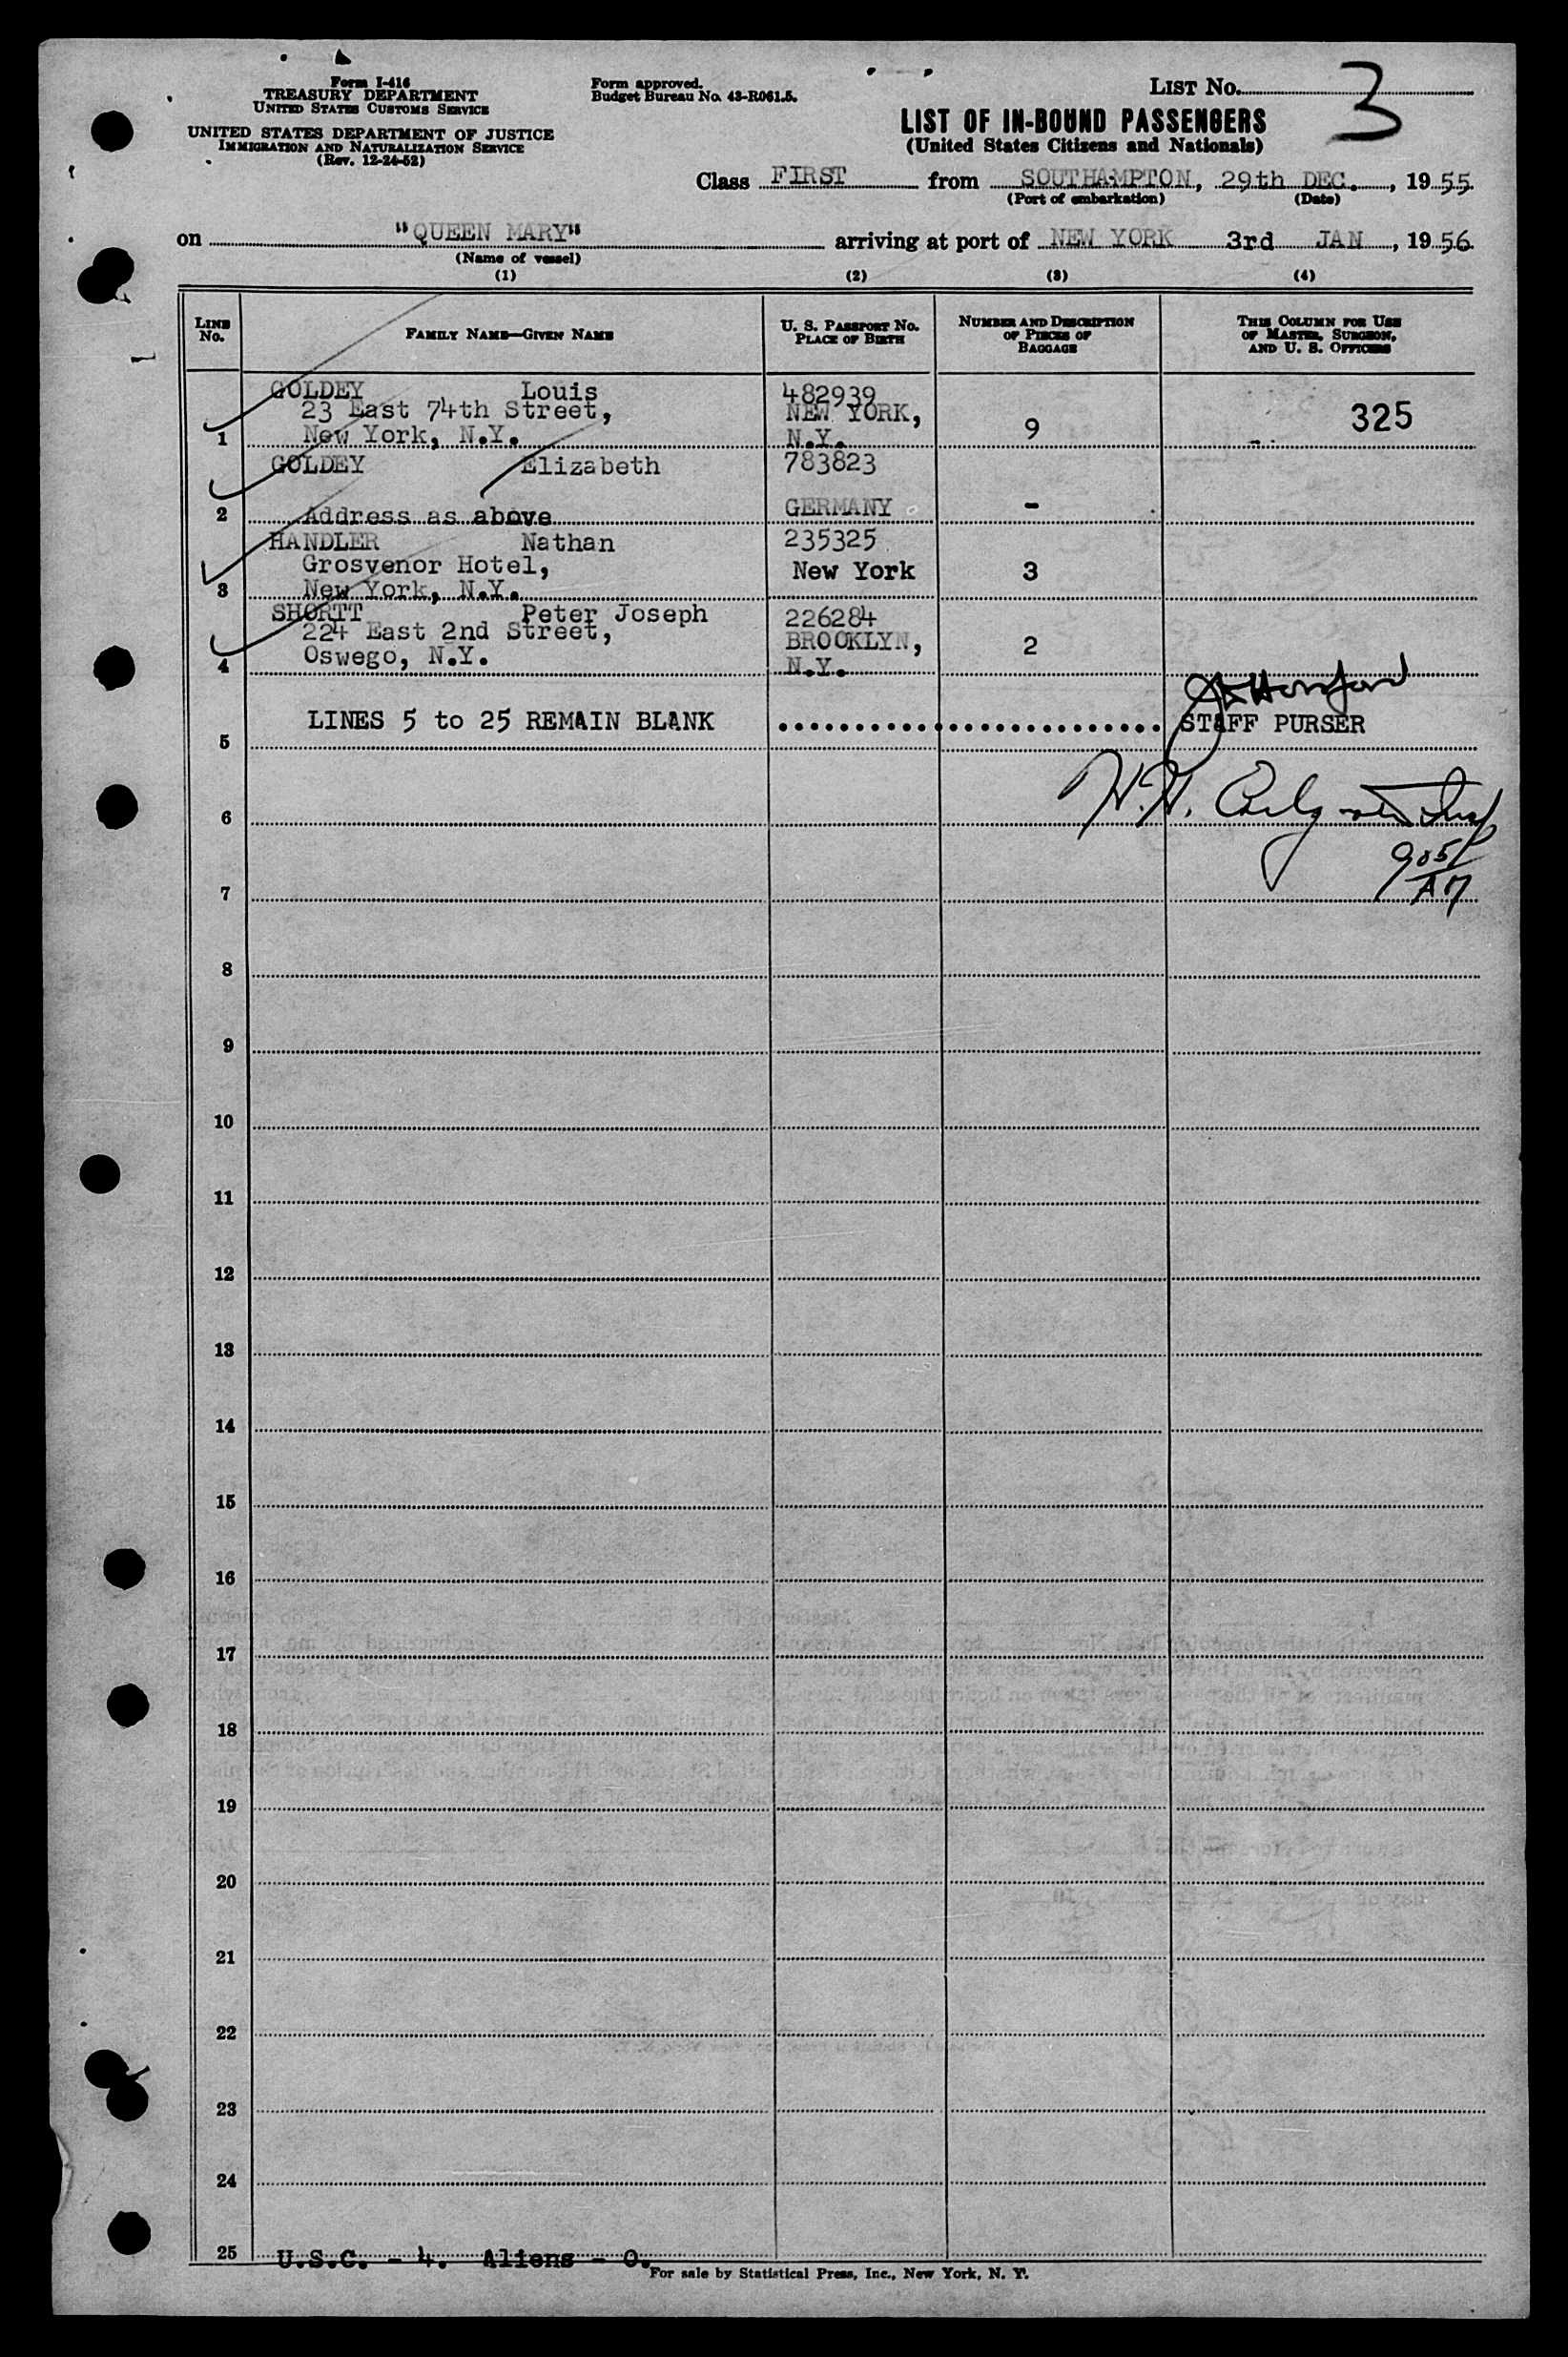 Form I-416
TREASURY DEPARTMENT
UNITED STATES CUSTOMS SERVICE
UNITED STATES DEPARTMENT OF JUSTICE
IMMIGRATION AND NATURALIZATION SERVICE
(Rev. 12-24-52)
Form approved.
Budget Bureau No. 43-R061.5.
LIST No. 3
LIST OF IN-BOUND PASSENGERS
(United States Citizens and Nationals)
Class FIRST from SOUTHAMPTON, 29th DEC., 1955
(Port of embarkation) (Date)
on "QUEEN MARY" arriving at port of NEW YORK 3rd JAN, 1956
(Name of vessel)
(1) (2) (3) (4)
LINE No. FAMILY NAME—GIVEN NAME U. S. PASSPORT No. PLACE OF BIRTH NUMBER AND DESCRIPTION OF PIECES OF BAGGAGE THIS COLUMN FOR USE OF MASTER, SURGEON, AND U. S. OFFICERS
GOLDEY Louis 482939
23 East 74th Street, NEW YORK, 325
1 New York, N.Y. N.Y. 9
GOLDEY Elizabeth 783823
2 Address as above GERMANY -
HANDLER Nathan 235325
Grosvenor Hotel, New York 3
3 New York, N.Y.
SHORTT Peter Joseph 226284
224 East 2nd Street, BROOKLYN, 2
4 Oswego, N.Y. N.Y.
LINES 5 to 25 REMAIN BLANK ........................ STAFF PURSER
5
6 W.H.
905
AM
7
8
9
10
11
12
13
14
15
16
17
18
19
20
21
22
23
24
25 U.S.C. - 4. Aliens - 0.
For sale by Statistical Press, Inc., New York, N. Y.